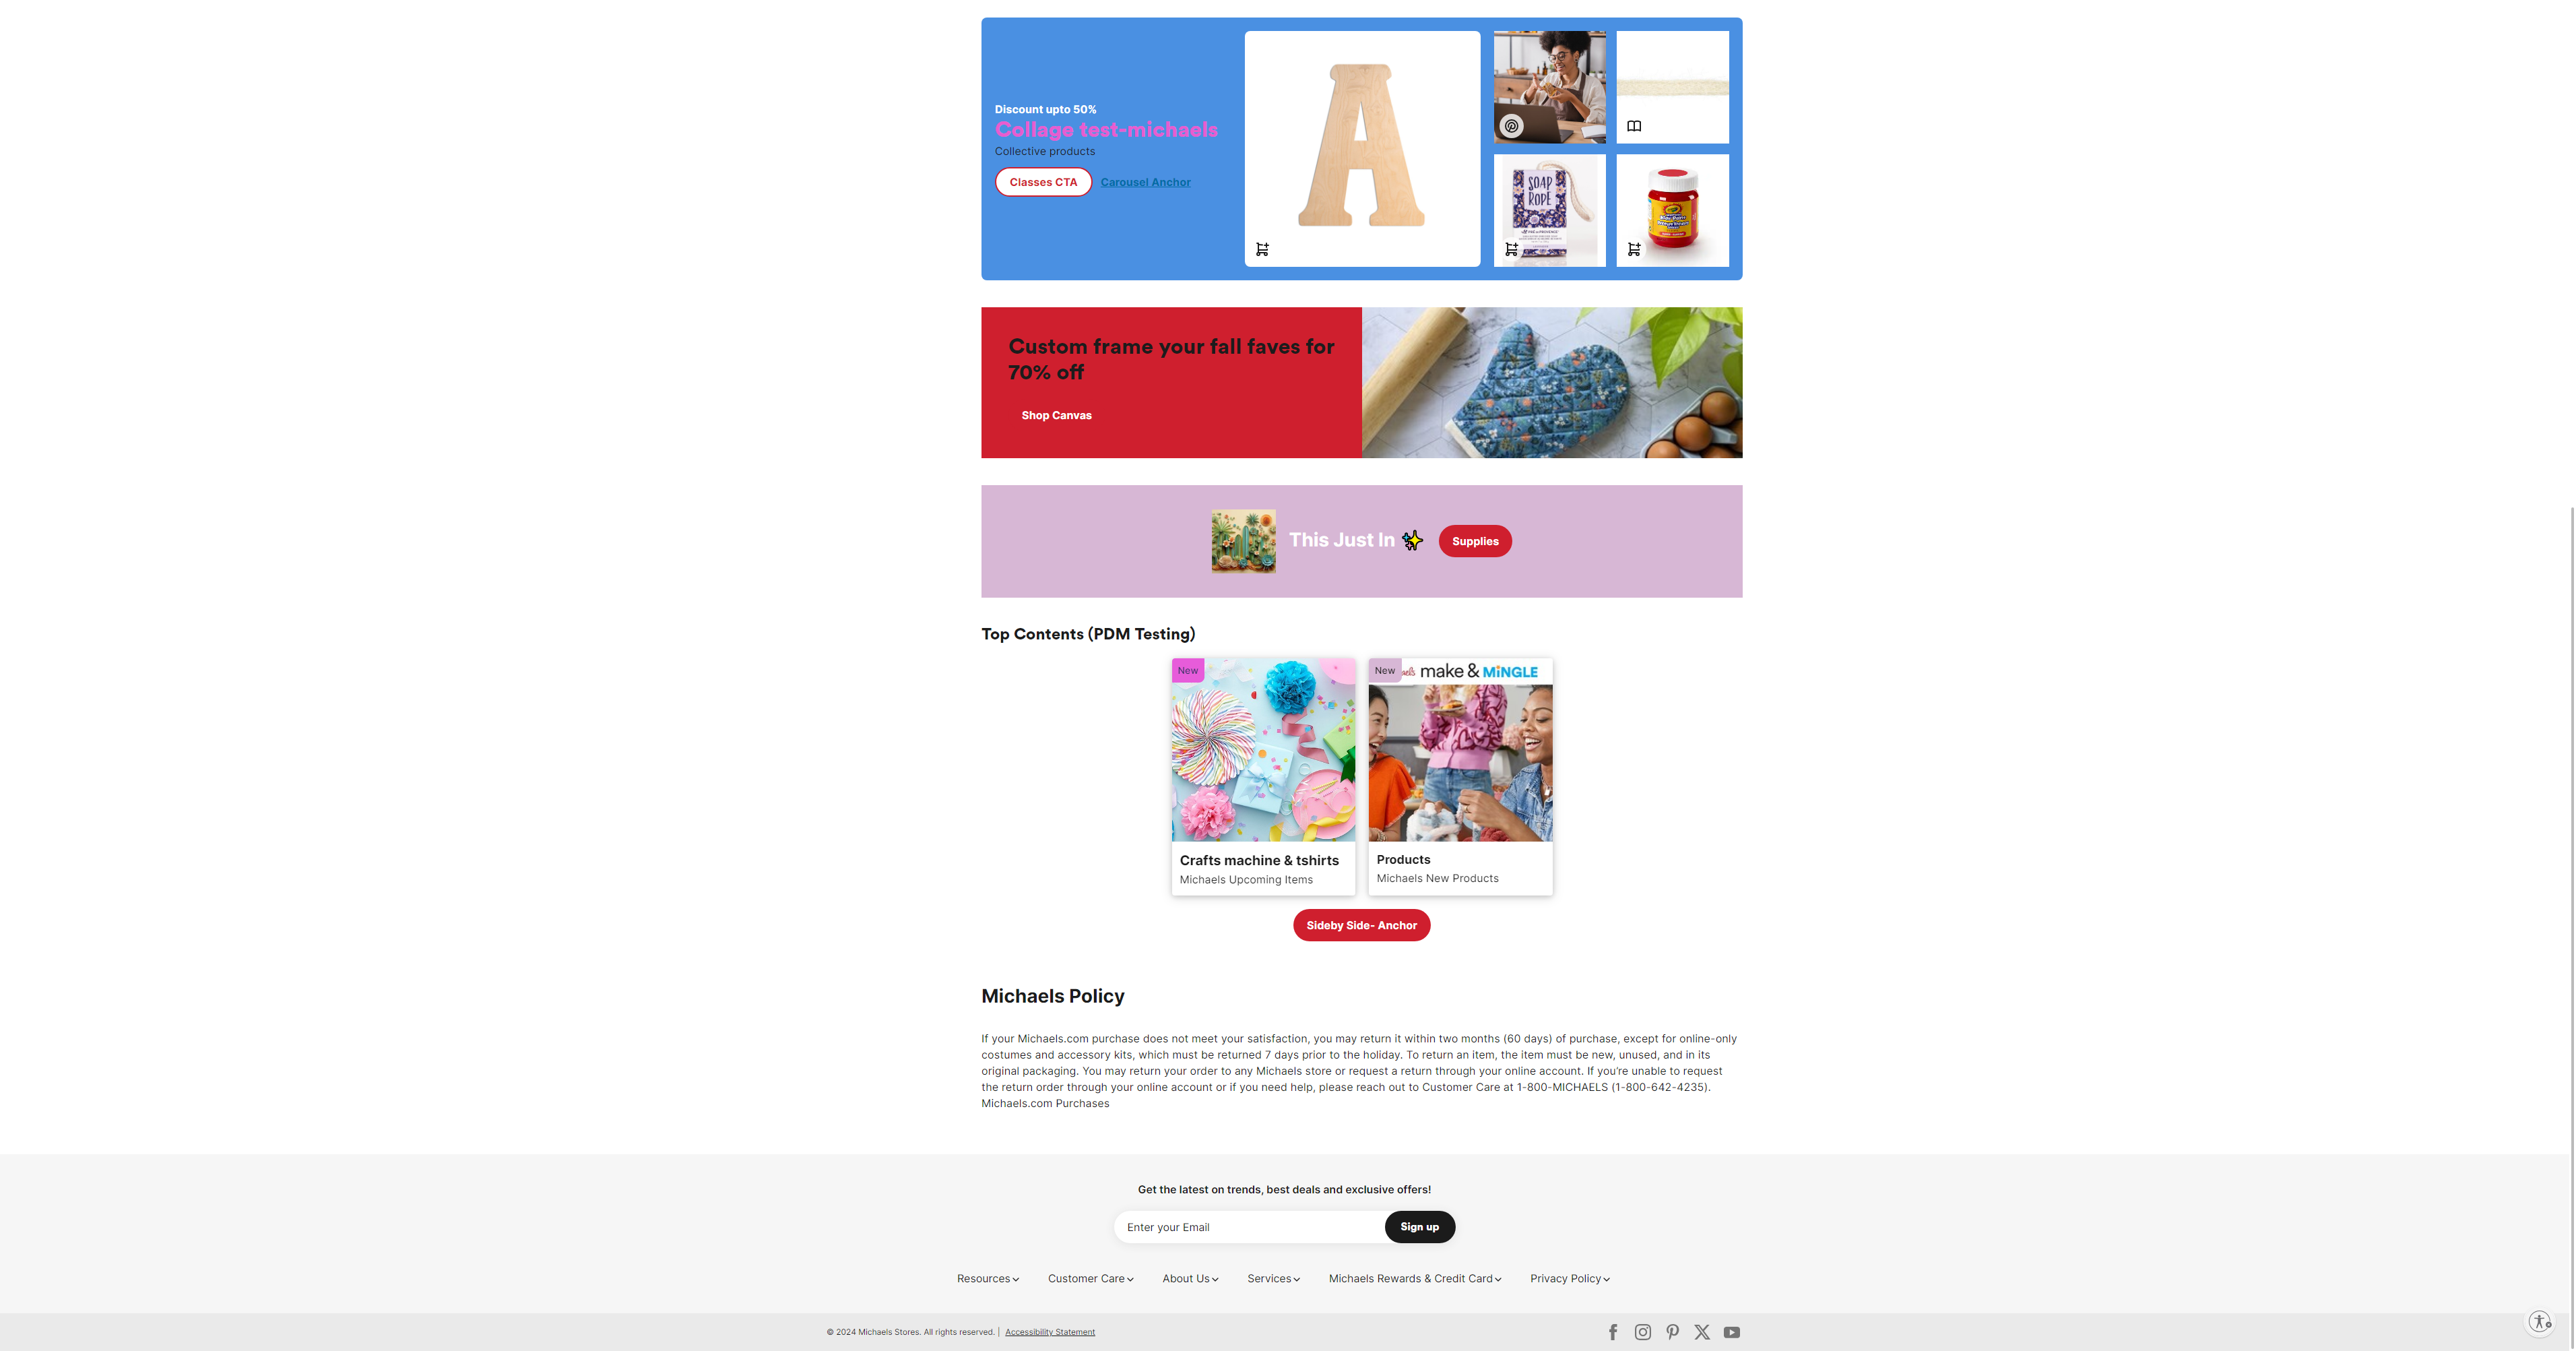 Discount upto 50%
Collage test-michaels
Collective products
Classes CTA
Carousel Anchor
SOAP
ROPE
Crayola
Custom frame your fall faves for
70% off
Shop Canvas
This Just In ✨
Supplies
Top Contents (PDM Testing)
New
Crafts machine & tshirts
Michaels Upcoming Items
New
make & MiNGLE
Products
Michaels New Products
Sideby Side- Anchor
Michaels Policy
If your Michaels.com purchase does not meet your satisfaction, you may return it within two months (60 days) of purchase, except for online-only
costumes and accessory kits, which must be returned 7 days prior to the holiday. To return an item, the item must be new, unused, and in its
original packaging. You may return your order to any Michaels store or request a return through your online account. If you're unable to request
the return order through your online account or if you need help, please reach out to Customer Care at 1-800-MICHAELS (1-800-642-4235).
Michaels.com Purchases
Get the latest on trends, best deals and exclusive offers!
Enter your Email
Sign up
Resources
Customer Care
About Us
Services
Michaels Rewards & Credit Card
Privacy Policy
© 2024 Michaels Stores. All rights reserved. |
Accessibility Statement